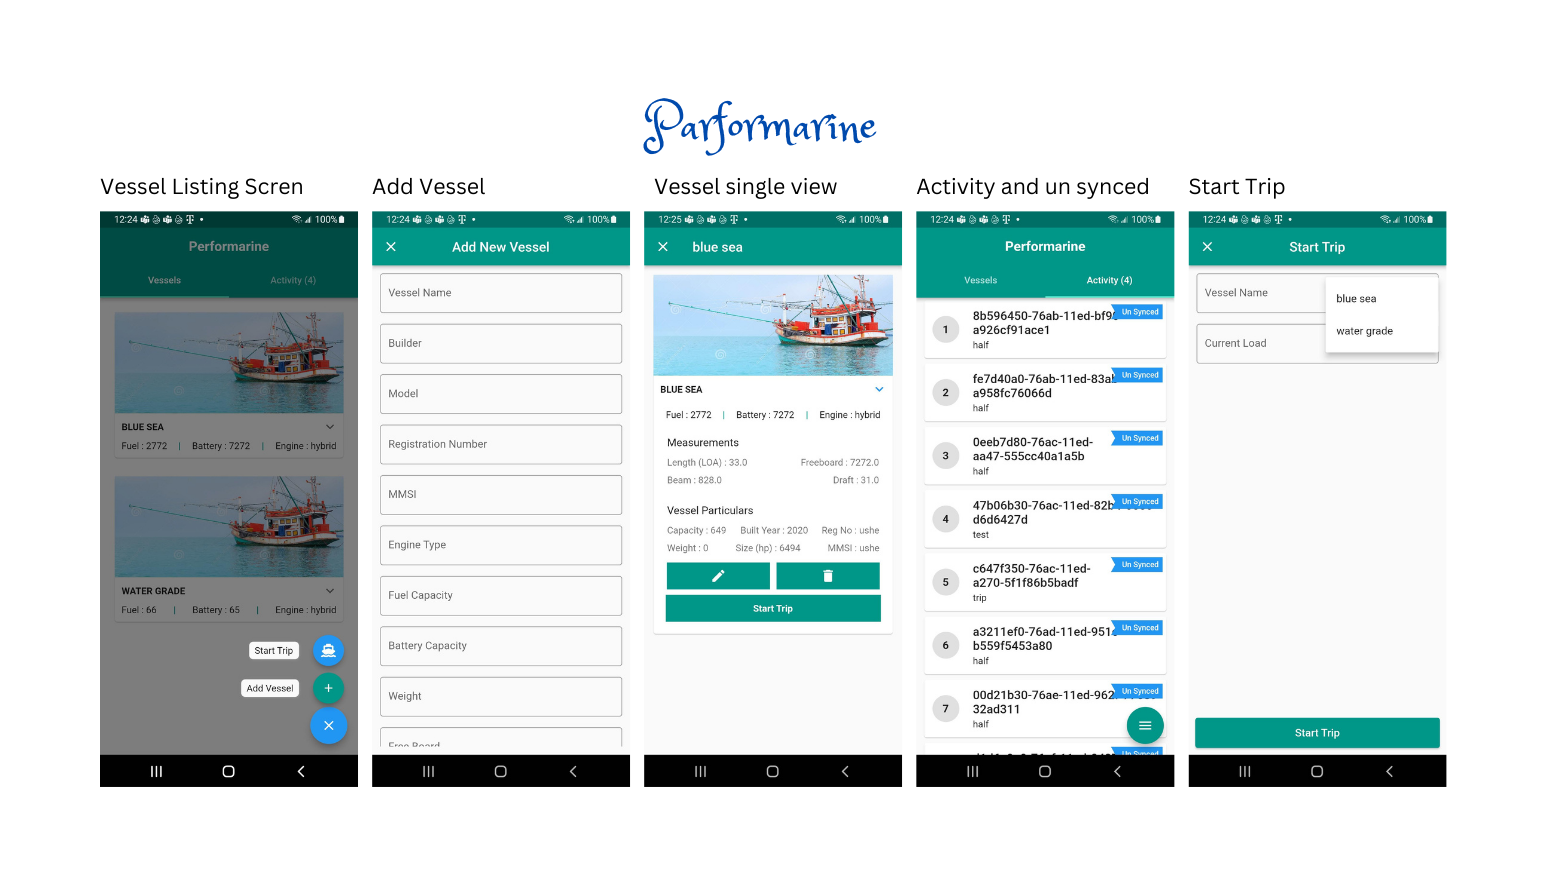 Parformarine
Vessel Listing Scren
12:24
100%
Performarine
Vessels
Activity (4)
BLUE SEA
Fuel : 2772 | Battery : 7272 | Engine : hybrid
WATER GRADE
Fuel : 66 | Battery : 65 | Engine : hybrid
Start Trip
Add Vessel
Add Vessel
12:24
100%
Add New Vessel
Vessel Name
Builder
Model
Registration Number
MMSI
Engine Type
Fuel Capacity
Battery Capacity
Weight
Free Board
Vessel single view
12:25
100%
blue sea
BLUE SEA
Fuel : 2772 | Battery : 7272 | Engine : hybrid
Measurements
Length (LOA) : 33.0 Freeboard : 7272.0
Beam : 828.0 Draft : 31.0
Vessel Particulars
Capacity : 649 Built Year : 2020 Reg No : ushe
Weight : 0 Size (hp) : 6494 MMSI : ushe
Start Trip
Activity and un synced
12:24
100%
Performarine
Vessels
Activity (4)
1
Un Synced
8b596450-76ab-11ed-bf9
a926cf91ace1
half
2
Un Synced
fe7d40a0-76ab-11ed-83a
a958fc76066d
half
3
Un Synced
0eeb7d80-76ac-11ed-
aa47-555cc40a1a5b
half
4
Un Synced
47b06b30-76ac-11ed-82b
d6d6427d
test
5
Un Synced
c647f350-76ac-11ed-
a270-5f1f86b5badf
trip
6
Un Synced
a3211ef0-76ad-11ed-951
b559f5453a80
half
7
Un Synced
00d21b30-76ae-11ed-962
32ad311
half
Un Synced
Start Trip
12:24
100%
Start Trip
Vessel Name
blue sea
water grade
Current Load
Start Trip